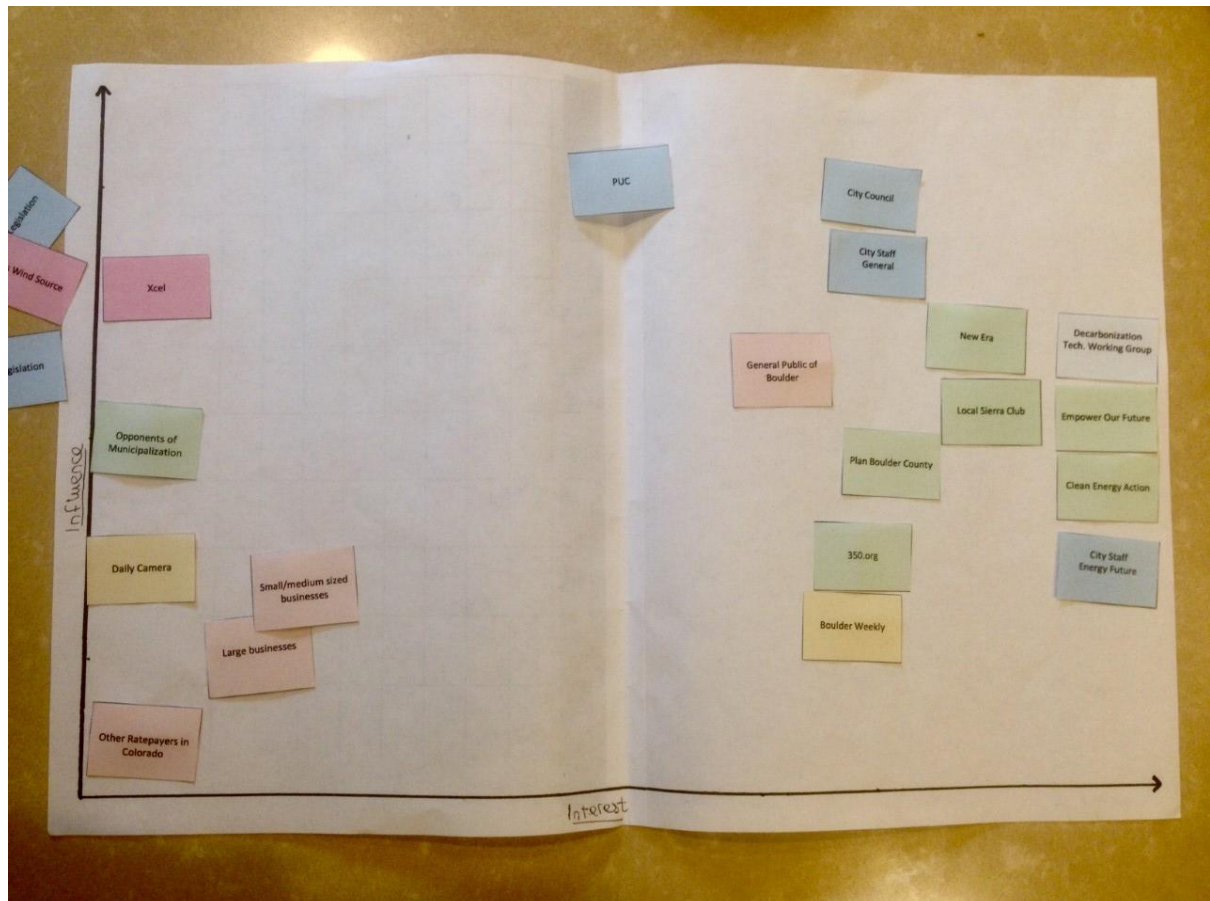 PUC
City Council
City Staff
General
Wind Source
Xcel
New Era
Decarbonization
Tech. Working Group
General Public of
Boulder
Local Sierra Club
Empower Our Future
Opponents of
Municipalization
Plan Boulder County
Clean Energy Action
Influence
Daily Camera
Small/medium sized
businesses
350.org
City Staff
Energy Future
Large businesses
Boulder Weekly
Other Ratepayers in
Colorado
Interest